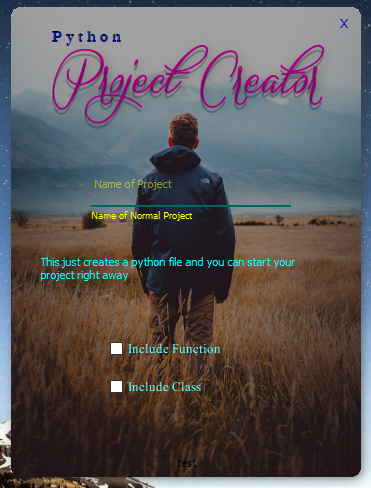 X
Python
Project Creator
Name of Project
Name of Normal Project
This just creates a python file and you can start your
project right away
Include Function
Include Class
test